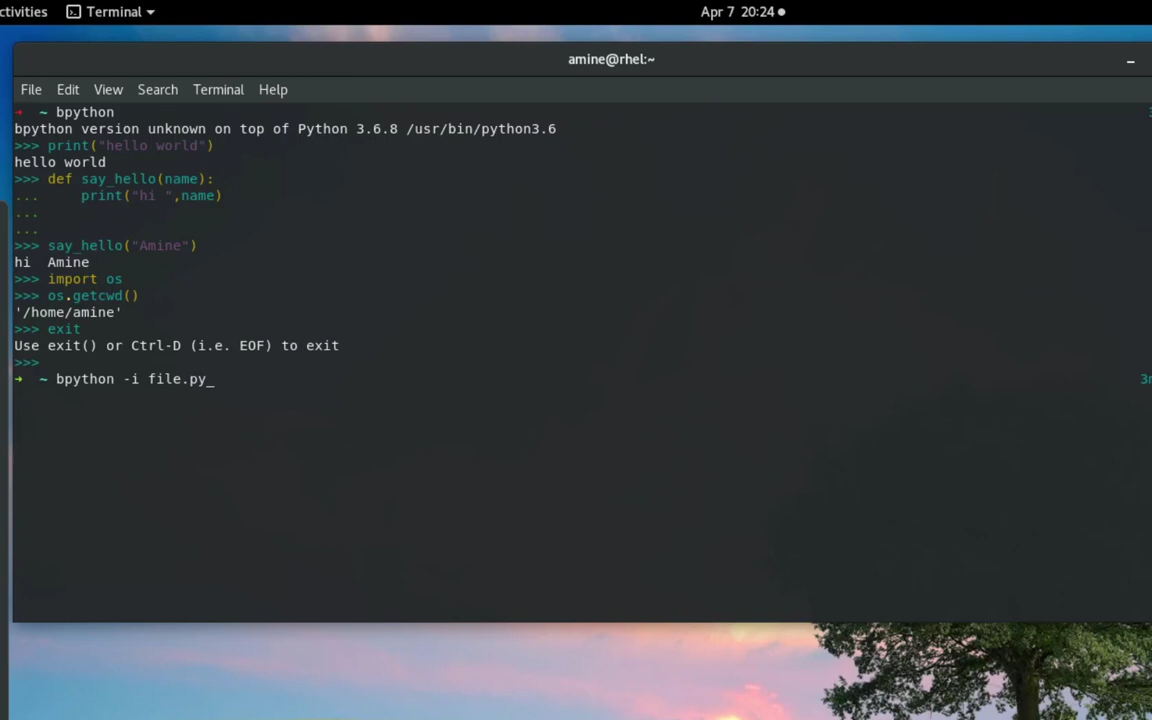 ctivities Terminal Apr 7 20:24
amine@rhel:~
File Edit View Search Terminal Help
➜ ~ bpython
bpython version unknown on top of Python 3.6.8 /usr/bin/python3.6
>>> print("hello world")
hello world
>>> def say_hello(name):
...     print("hi ",name)
...
...
>>> say_hello("Amine")
hi  Amine
>>> import os
>>> os.getcwd()
'/home/amine'
>>> exit
Use exit() or Ctrl-D (i.e. EOF) to exit
>>>
➜ ~ bpython -i file.py_